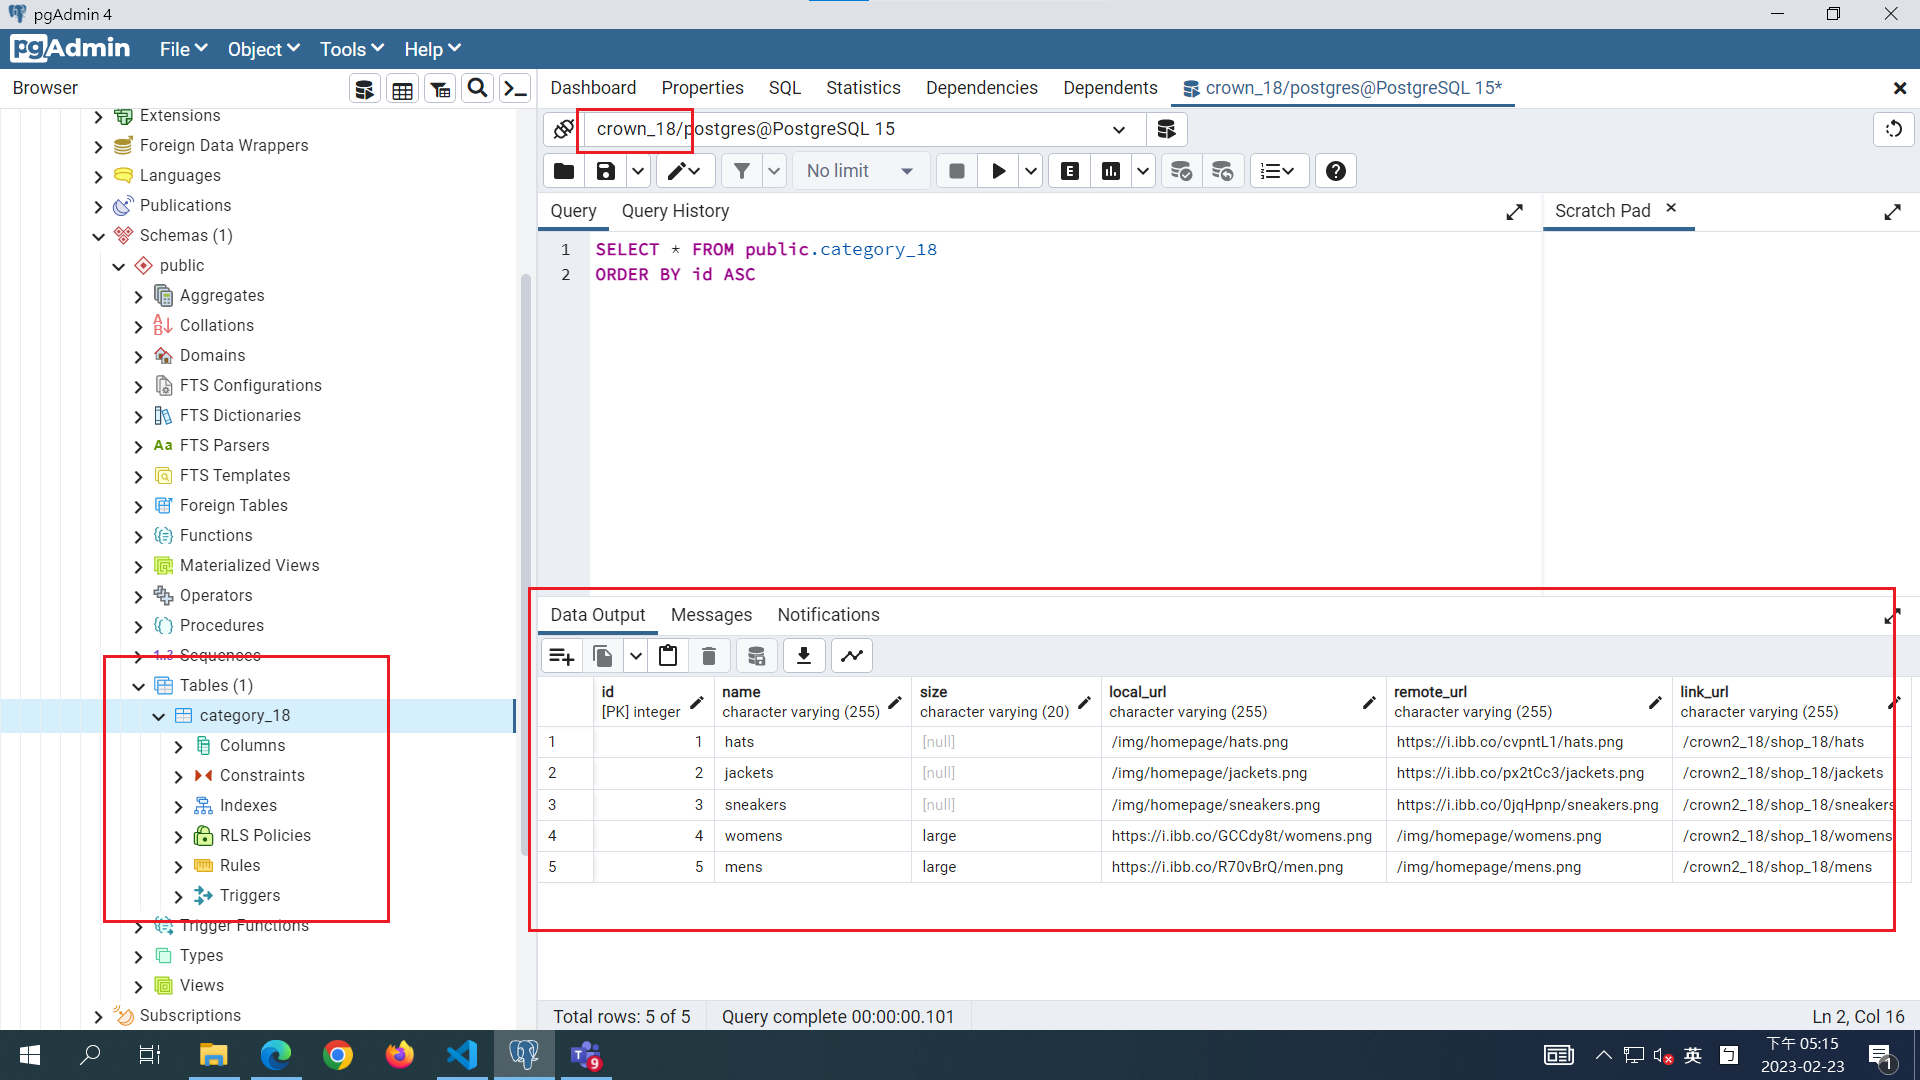 pgAdmin 4
pgAdmin File Object Tools Help
Browser
Dashboard Properties SQL Statistics Dependencies Dependents crown_18/postgres@PostgreSQL 15*
crown_18/postgres@PostgreSQL 15
No limit
Query Query History
Scratch Pad
1 SELECT * FROM public.category_18
2 ORDER BY id ASC
Extensions
Foreign Data Wrappers
Languages
Publications
Schemas (1)
public
Aggregates
Collations
Domains
FTS Configurations
FTS Dictionaries
Aa FTS Parsers
FTS Templates
Foreign Tables
Functions
Materialized Views
Operators
Procedures
1..3 Sequences
Tables (1)
category_18
Columns
Constraints
Indexes
RLS Policies
Rules
Triggers
Trigger Functions
Types
Views
Subscriptions
Data Output Messages Notifications
id name size local_url remote_url link_url
[PK] integer character varying (255) character varying (20) character varying (255) character varying (255) character varying (255)
1 1 hats [null] /img/homepage/hats.png https://i.ibb.co/cvpntL1/hats.png /crown2_18/shop_18/hats
2 2 jackets [null] /img/homepage/jackets.png https://i.ibb.co/px2tCc3/jackets.png /crown2_18/shop_18/jackets
3 3 sneakers [null] /img/homepage/sneakers.png https://i.ibb.co/0jqHpnp/sneakers.png /crown2_18/shop_18/sneakers
4 4 womens large https://i.ibb.co/GCCdy8t/womens.png /img/homepage/womens.png /crown2_18/shop_18/womens
5 5 mens large https://i.ibb.co/R70vBrQ/men.png /img/homepage/mens.png /crown2_18/shop_18/mens
Total rows: 5 of 5 Query complete 00:00:00.101 Ln 2, Col 16
9 英 ㄅ 下午 05:15 1
2023-02-23